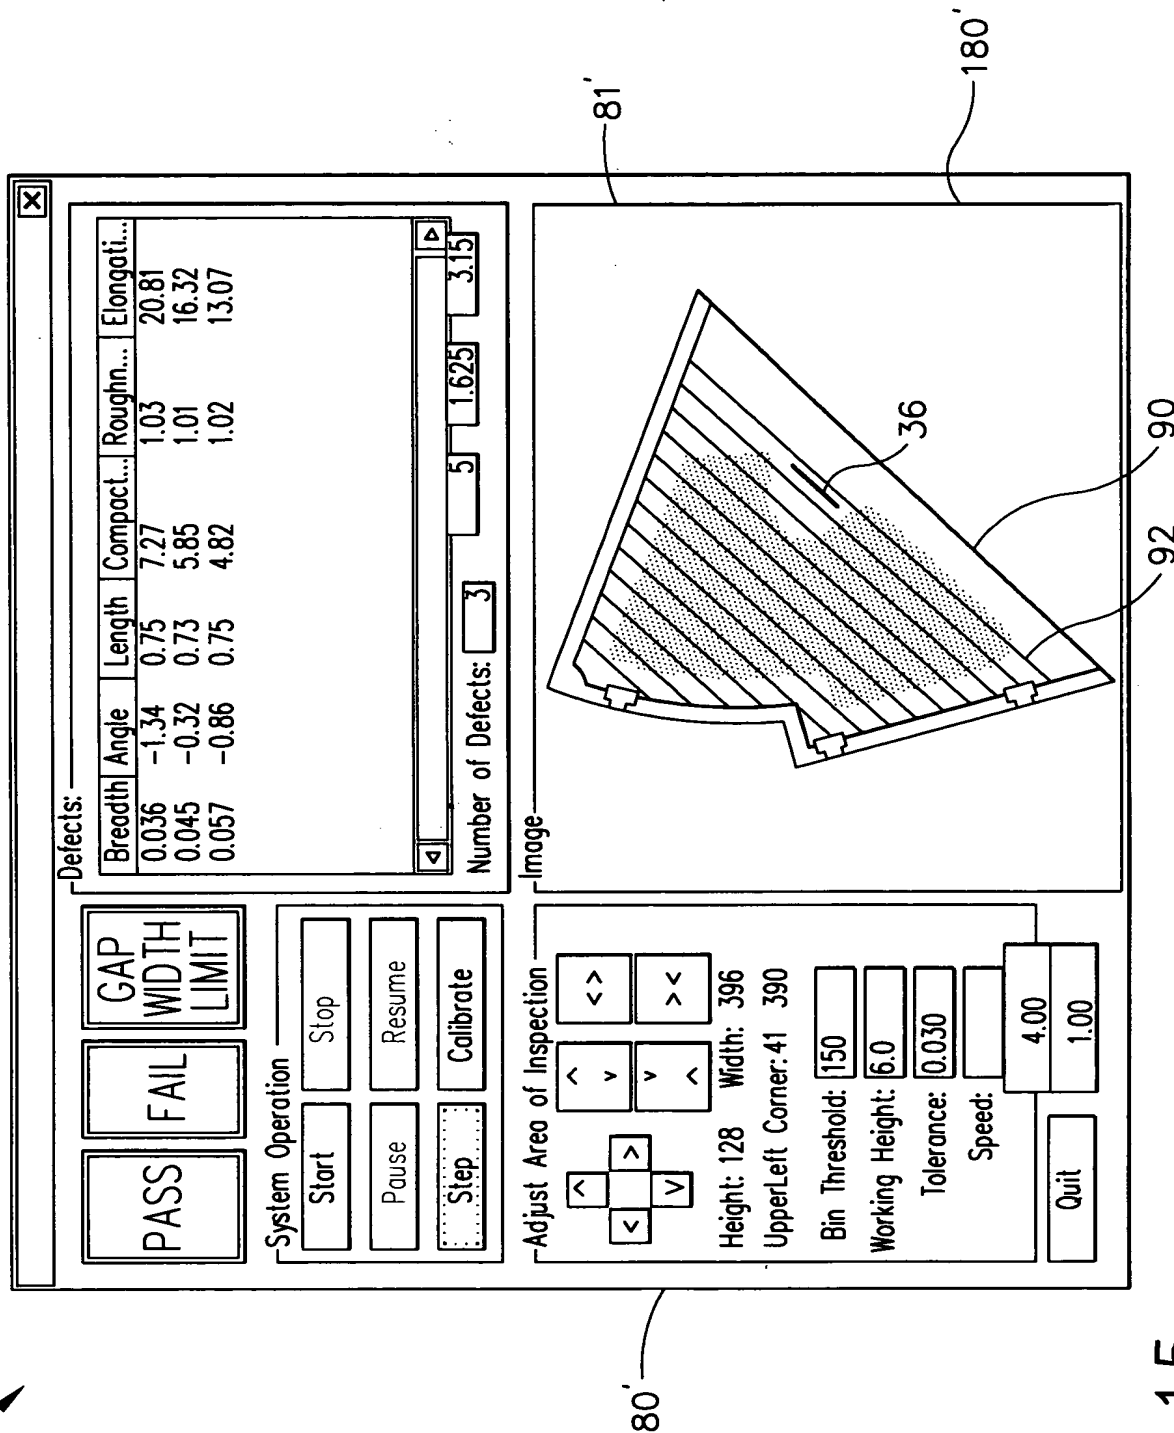 PASS
FAIL
GAP
WIDTH
LIMIT
System Operation
Start
Stop
Pause
Resume
Step
Calibrate
Defects:
Breadth Angle Length Compact... Roughn... Elongati...
0.036 −1.34 0.75 7.27 1.03 20.81
0.045 −0.32 0.73 5.85 1.01 16.32
0.057 −0.86 0.75 4.82 1.02 13.07
Number of Defects: 3 5 1.625 3.15
Adjust Area of Inspection
Height: 128 Width: 396
UpperLeft Corner: 41 390
Bin Threshold: 150
Working Height: 6.0
Tolerance: 0.030
Speed:
4.00
1.00
Quit
Image
36
80'
81'
180'
92
90